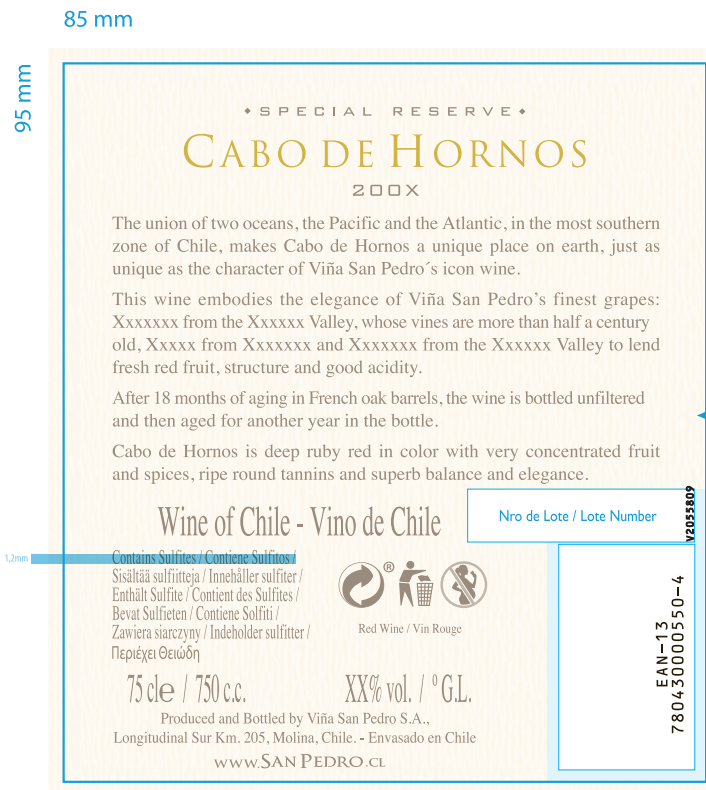 85 mm
95 mm
SPECIAL RESERVE
CABO DE HORNOS
200X
The union of two oceans, the Pacific and the Atlantic, in the most southern
zone of Chile, makes Cabo de Hornos a unique place on earth, just as
unique as the character of Viña San Pedro´s icon wine.
This wine embodies the elegance of Viña San Pedro’s finest grapes:
Xxxxxxx from the Xxxxxx Valley, whose vines are more than half a century
old, Xxxxx from Xxxxxxx and Xxxxxxx from the Xxxxxx Valley to lend
fresh red fruit, structure and good acidity.
After 18 months of aging in French oak barrels, the wine is bottled unfiltered
and then aged for another year in the bottle.
Cabo de Hornos is deep ruby red in color with very concentrated fruit
and spices, ripe round tannins and superb balance and elegance.
Wine of Chile - Vino de Chile
Nro de Lote / Lote Number
V2055809
1,2mm
Contains Sulfites / Contiene Sulfitos /
Sisältää sulfiitteja / Innehåller sulfiter /
Enthält Sulfite / Contient des Sulfites /
Bevat Sulfieten / Contiene Solfiti /
Zawiera siarczyny / Indeholder sulfitter /
Περιέχει Θειώδη
®
Red Wine / Vin Rouge
EAN-13
780430000550-4
75 cl℮ / 750 c.c.
XX% vol. / ° G.L.
Produced and Bottled by Viña San Pedro S.A.,
Longitudinal Sur Km. 205, Molina, Chile. - Envasado en Chile
WWW.SAN PEDRO.CL